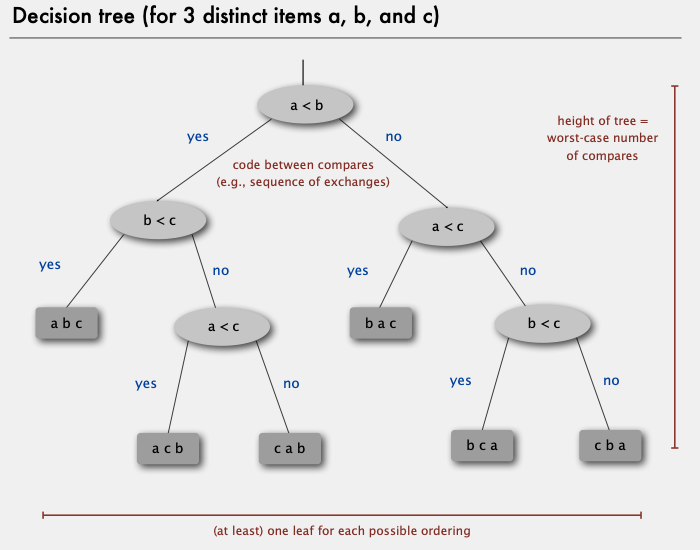 Decision tree (for 3 distinct items a, b, and c)
a < b
yes
no
height of tree =
worst-case number
of compares
code between compares
(e.g., sequence of exchanges)
b < c
a < c
yes
no
yes
no
a b c
a < c
b a c
b < c
yes
no
yes
no
a c b
c a b
b c a
c b a
(at least) one leaf for each possible ordering